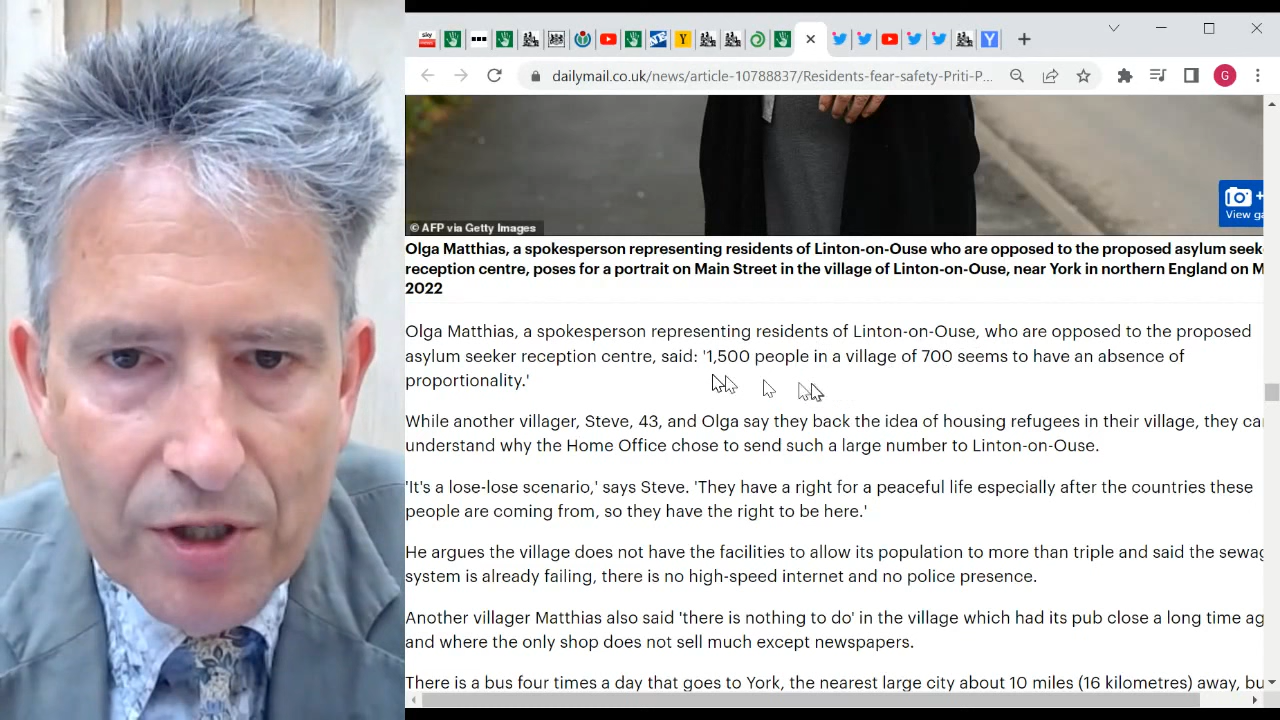 sky
news
Y
Y
dailymail.co.uk/news/article-10788837/Residents-fear-safety-Priti-P...
G
View ga
© AFP via Getty Images
Olga Matthias, a spokesperson representing residents of Linton-on-Ouse who are opposed to the proposed asylum seek
reception centre, poses for a portrait on Main Street in the village of Linton-on-Ouse, near York in northern England on M
2022
Olga Matthias, a spokesperson representing residents of Linton-on-Ouse, who are opposed to the proposed
asylum seeker reception centre, said: '1,500 people in a village of 700 seems to have an absence of
proportionality.'
While another villager, Steve, 43, and Olga say they back the idea of housing refugees in their village, they can
understand why the Home Office chose to send such a large number to Linton-on-Ouse.
'It's a lose-lose scenario,' says Steve. 'They have a right for a peaceful life especially after the countries these
people are coming from, so they have the right to be here.'
He argues the village does not have the facilities to allow its population to more than triple and said the sewag
system is already failing, there is no high-speed internet and no police presence.
Another villager Matthias also said 'there is nothing to do' in the village which had its pub close a long time ag
and where the only shop does not sell much except newspapers.
There is a bus four times a day that goes to York, the nearest large city about 10 miles (16 kilometres) away, bu